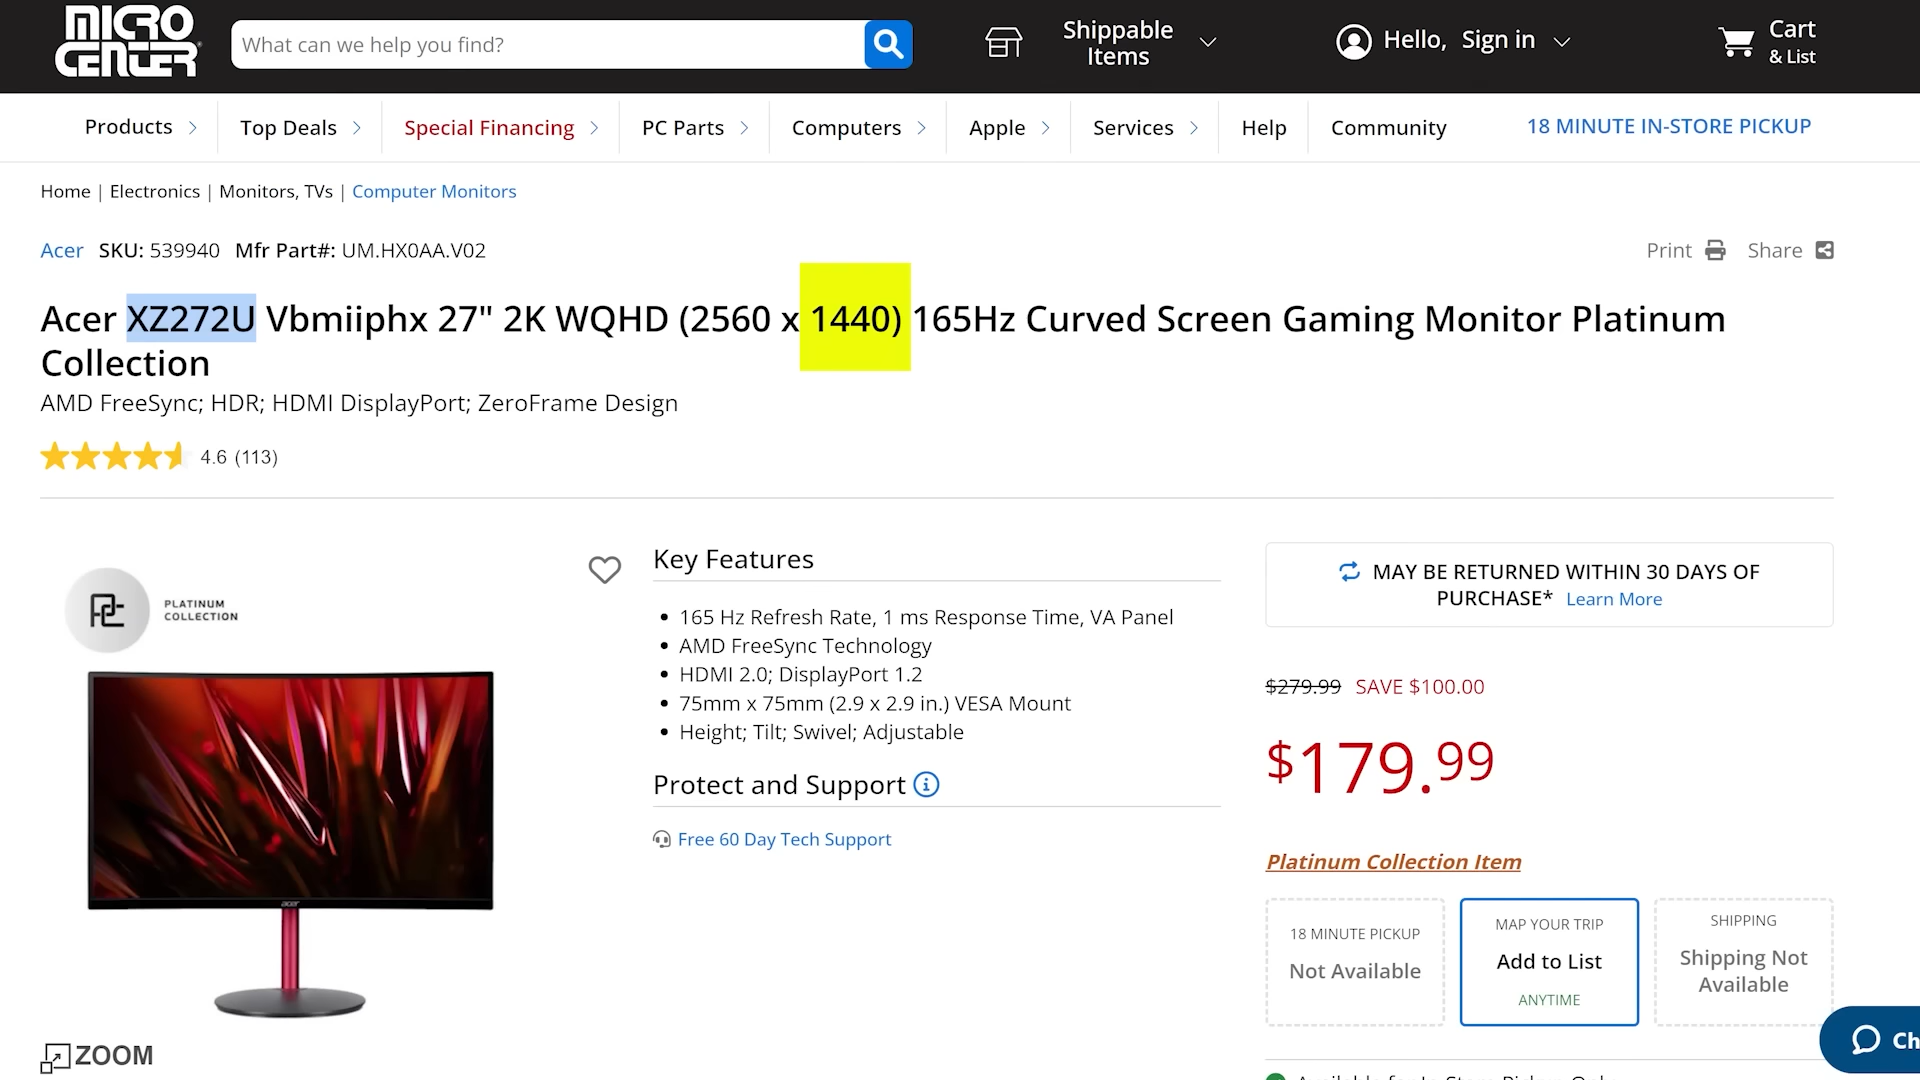 MICRO CENTER
What can we help you find?
Shippable
Items
Hello, Sign in
Cart
& List
Products
Top Deals
Special Financing
PC Parts
Computers
Apple
Services
Help
Community
18 MINUTE IN-STORE PICKUP
Home | Electronics | Monitors, TVs | Computer Monitors
Acer SKU: 539940 Mfr Part#: UM.HX0AA.V02
Print
Share
Acer XZ272U Vbmiiphx 27" 2K WQHD (2560 x 1440) 165Hz Curved Screen Gaming Monitor Platinum
Collection
AMD FreeSync; HDR; HDMI DisplayPort; ZeroFrame Design
4.6 (113)
PLATINUM
COLLECTION
acer
ZOOM
Key Features
• 165 Hz Refresh Rate, 1 ms Response Time, VA Panel
• AMD FreeSync Technology
• HDMI 2.0; DisplayPort 1.2
• 75mm x 75mm (2.9 x 2.9 in.) VESA Mount
• Height; Tilt; Swivel; Adjustable
Protect and Support
Free 60 Day Tech Support
MAY BE RETURNED WITHIN 30 DAYS OF
PURCHASE* Learn More
$279.99 SAVE $100.00
$179.99
Platinum Collection Item
18 MINUTE PICKUP
Not Available
MAP YOUR TRIP
Add to List
ANYTIME
SHIPPING
Shipping Not
Available
Ch